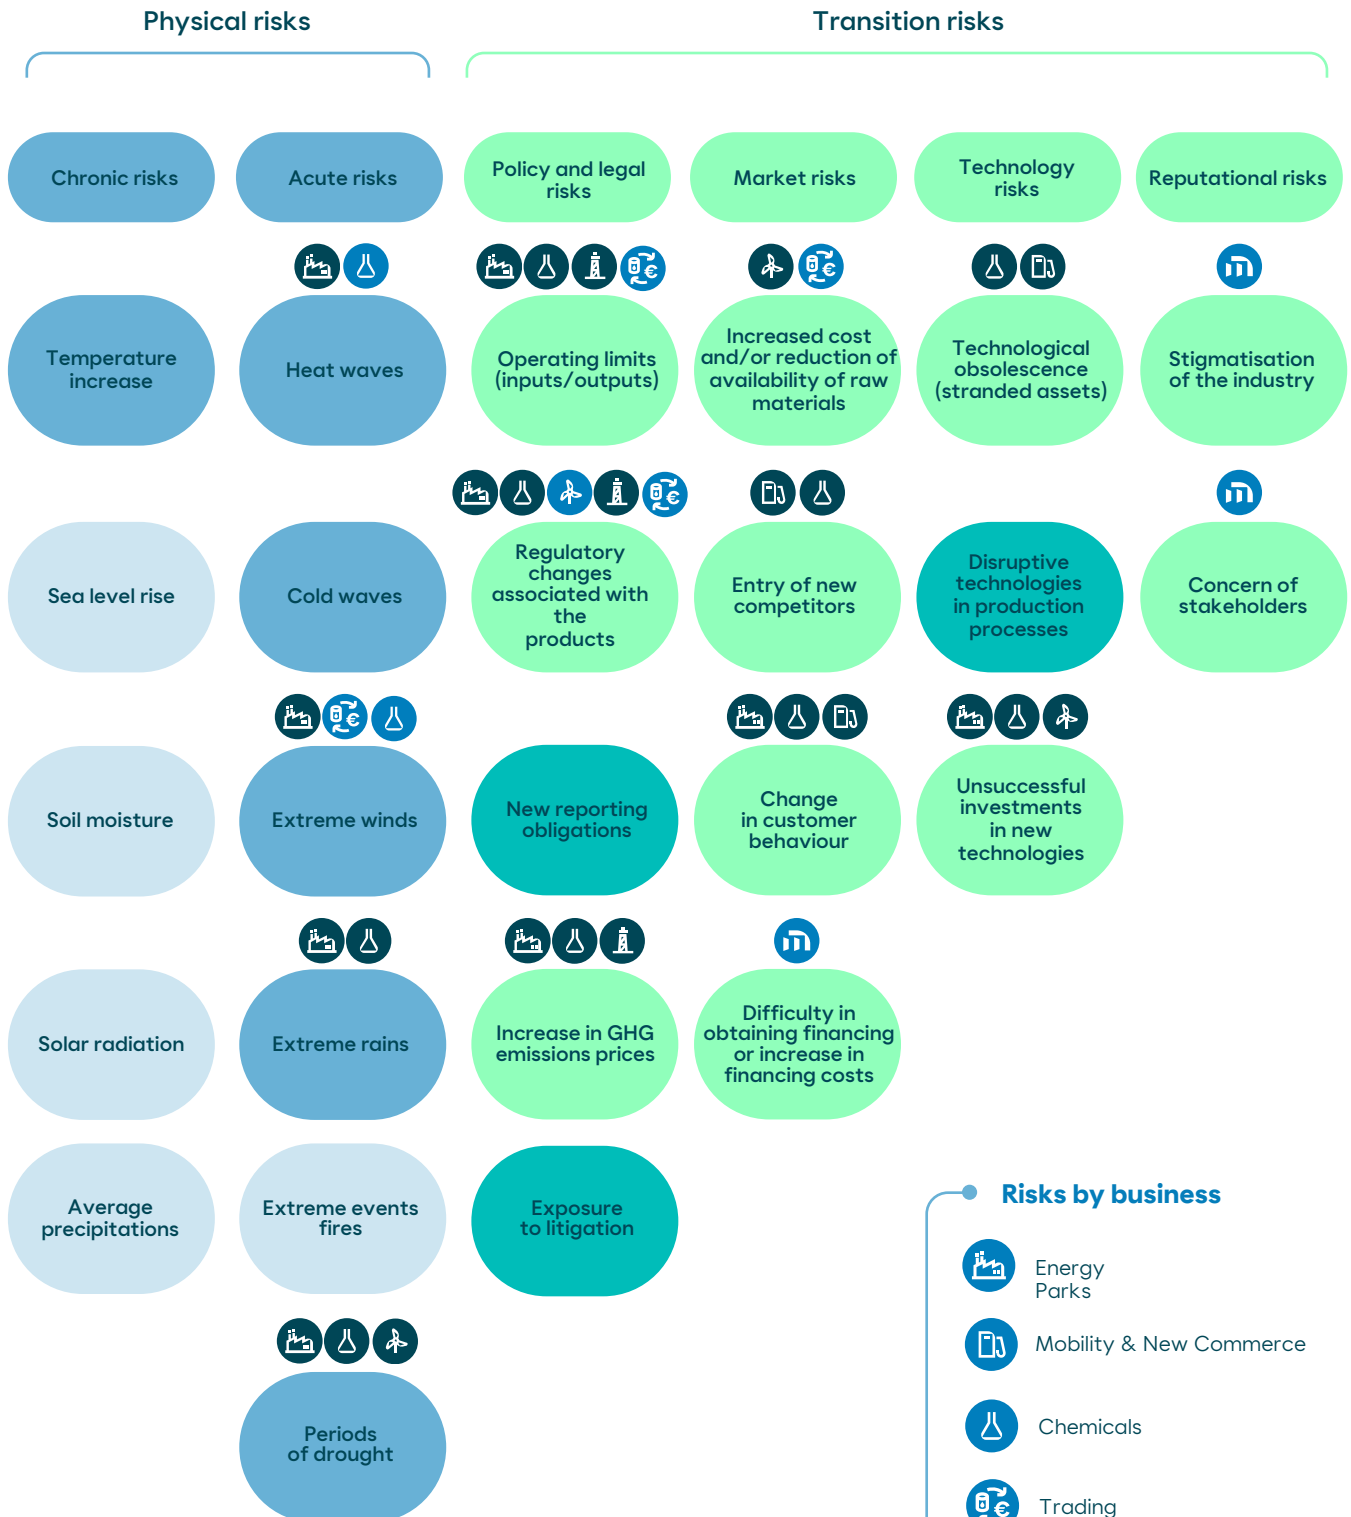 Physical risks
Transition risks
Chronic risks
Acute risks
Policy and legal
risks
Market risks
Technology
risks
Reputational risks
Temperature
increase
Heat waves
Operating limits
(inputs/outputs)
Increased cost
and/or reduction of
availability of raw
materials
Technological
obsolescence
(stranded assets)
Stigmatisation
of the industry
Sea level rise
Cold waves
Regulatory
changes
associated with
the
products
Entry of new
competitors
Disruptive
technologies
in production
processes
Concern of
stakeholders
Soil moisture
Extreme winds
New reporting
obligations
Change
in customer
behaviour
Unsuccessful
investments
in new
technologies
Solar radiation
Extreme rains
Increase in GHG
emissions prices
Difficulty in
obtaining financing
or increase in
financing costs
Average
precipitations
Extreme events
fires
Exposure
to litigation
Periods
of drought
Risks by business
Energy
Parks
Mobility & New Commerce
Chemicals
Trading